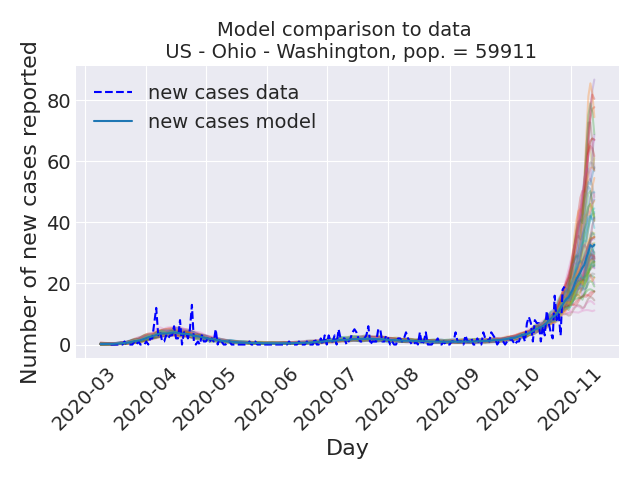 Model comparison to data
US - Ohio - Washington, pop. = 59911
Number of new cases reported
80
60
40
20
0
new cases data
new cases model
2020-03
2020-04
2020-05
2020-06
2020-07
2020-08
2020-09
2020-10
2020-11
Day